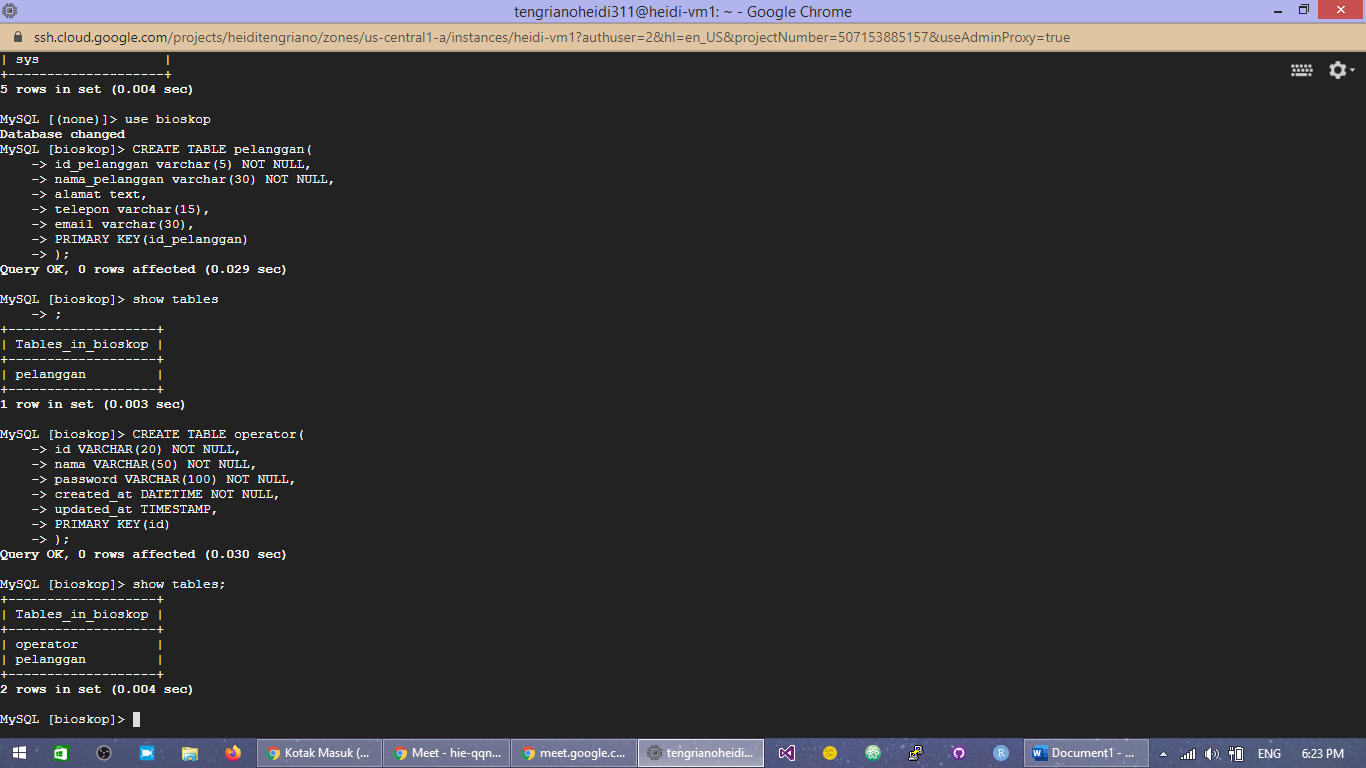 tengrianoheidi311@heidi-vm1: ~ - Google Chrome
ssh.cloud.google.com/projects/heiditengriano/zones/us-central1-a/instances/heidi-vm1?authuser=2&hl=en_US&projectNumber=507153885157&useAdminProxy=true
| sys                |
+--------------------+
5 rows in set (0.004 sec)
MySQL [(none)]> use bioskop
Database changed
MySQL [bioskop]> CREATE TABLE pelanggan(
    -> id_pelanggan varchar(5) NOT NULL,
    -> nama_pelanggan varchar(30) NOT NULL,
    -> alamat text,
    -> telepon varchar(15),
    -> email varchar(30),
    -> PRIMARY KEY(id_pelanggan)
    -> );
Query OK, 0 rows affected (0.029 sec)
MySQL [bioskop]> show tables
    -> ;
+-------------------+
| Tables_in_bioskop |
+-------------------+
| pelanggan         |
+-------------------+
1 row in set (0.003 sec)
MySQL [bioskop]> CREATE TABLE operator(
    -> id VARCHAR(20) NOT NULL,
    -> nama VARCHAR(50) NOT NULL,
    -> password VARCHAR(100) NOT NULL,
    -> created_at DATETIME NOT NULL,
    -> updated_at TIMESTAMP,
    -> PRIMARY KEY(id)
    -> );
Query OK, 0 rows affected (0.030 sec)
MySQL [bioskop]> show tables;
+-------------------+
| Tables_in_bioskop |
+-------------------+
| operator          |
| pelanggan         |
+-------------------+
2 rows in set (0.004 sec)
MySQL [bioskop]>
Kotak Masuk (... Meet - hie-qqn... meet.google.c... tengrianoheidi... R Document1 - ... ENG 6:23 PM